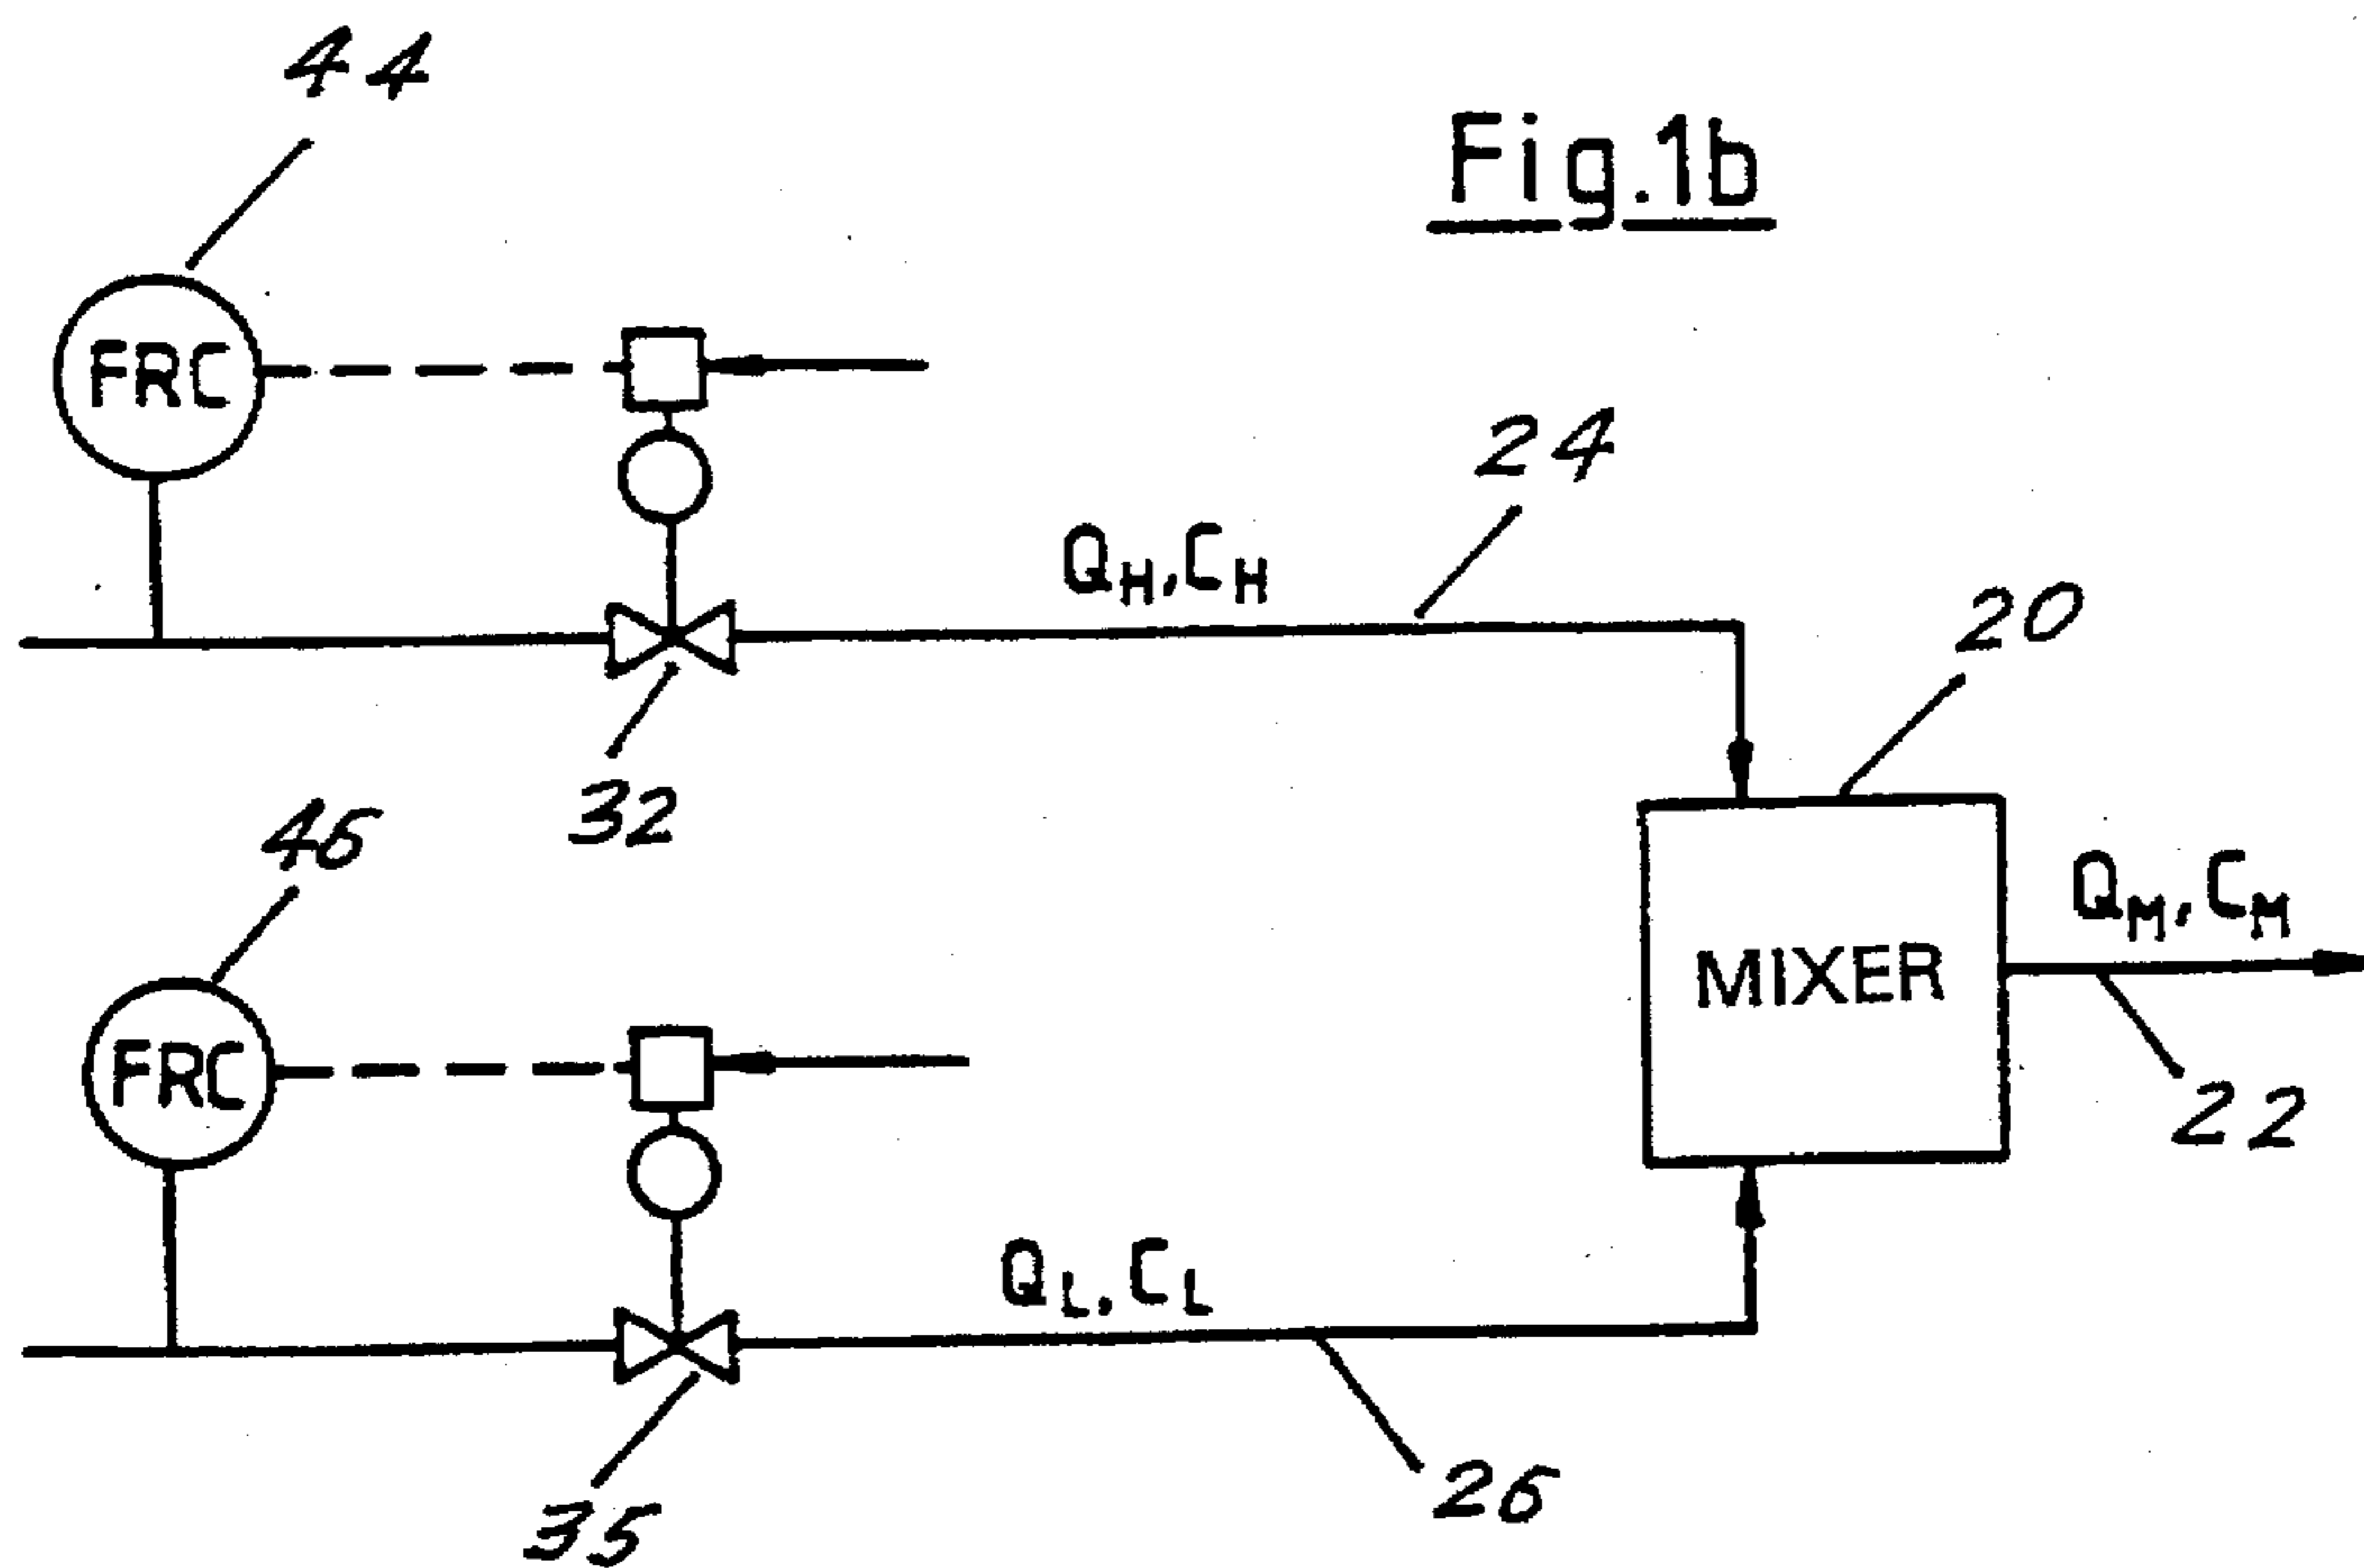 44
Fig.1b
FRC
24
QH,CH
20
32
46
QM,CM
MIXER
FRC
22
QL,CL
26
35